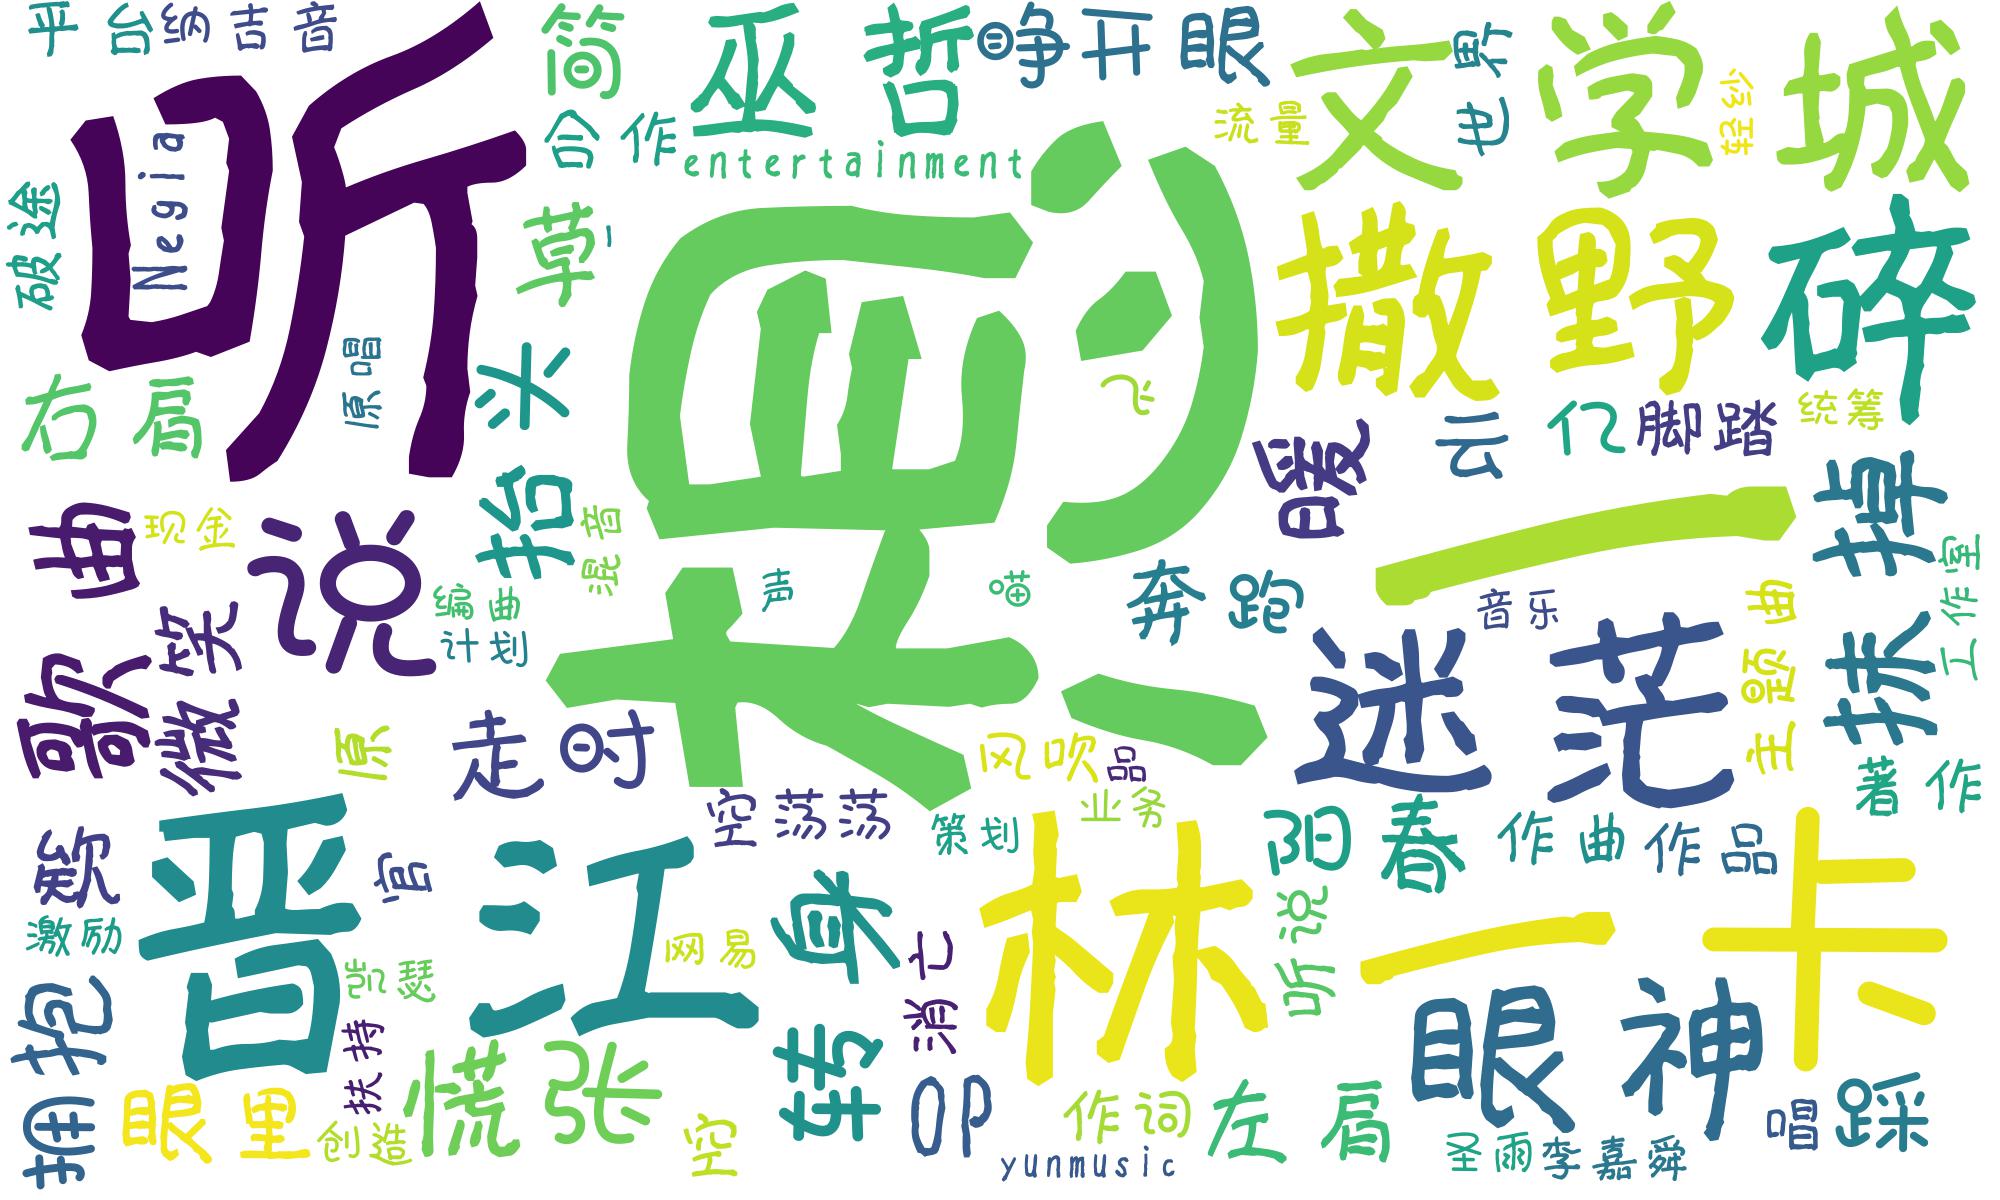 平台
纳吉音
听
Negia
简
巫哲
睁开眼
文学城
世界
流量
作
entertainment
破途
草
一
撒野
碎
原唱
抬头
飞
右肩
暖
云
亿
脚踏
统筹
歌曲
现金
说
混音
一
扶掉
工作室
编曲
计划
声
喵
奔跑
音乐
主题曲
微笑
迷茫
原
走时
风吹
品
著作
空荡荡
策划
业务
晋江
林
阳春
作曲
作品
一
卡
官
激励
凯瑟
网易
转身
消亡
听说
拥抱
扶持
眼神
眼里
创造
慌张
空
叩
yunmusic
作词
左肩
圣雨
李嘉舜
唱
踩